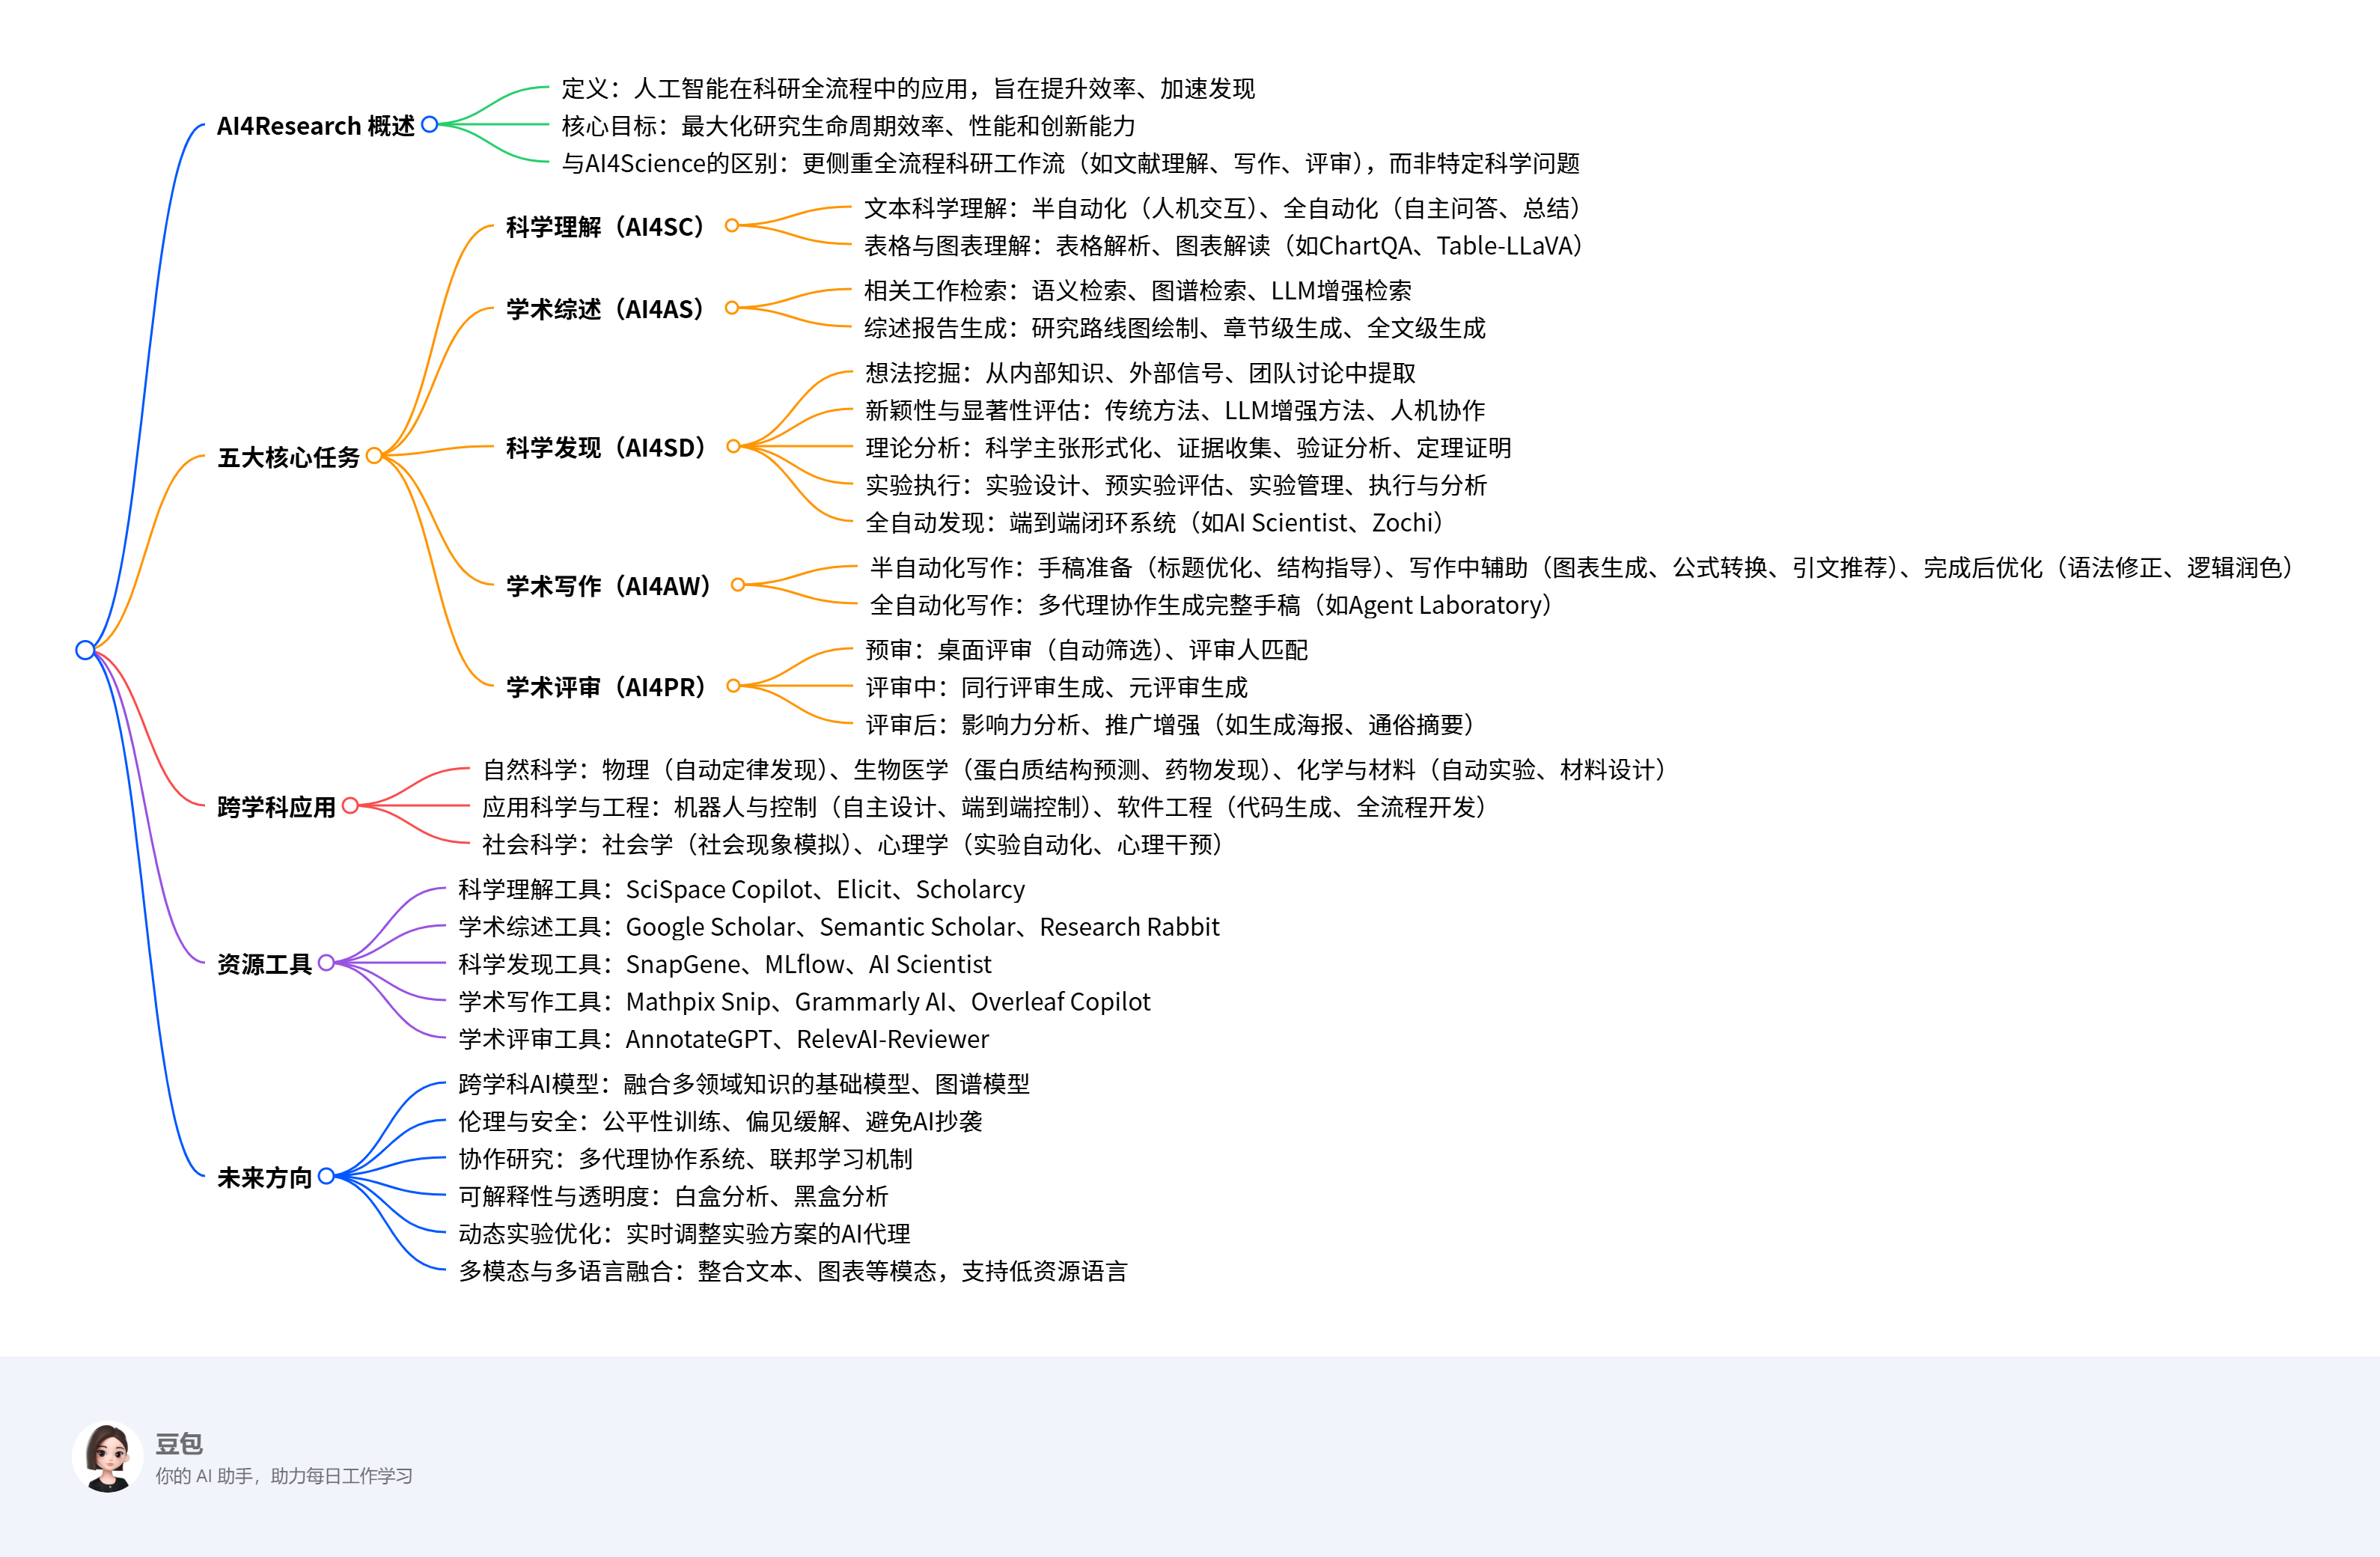 AI4Research 概述
定义：人工智能在科研全流程中的应用，旨在提升效率、加速发现
核心目标：最大化研究生命周期效率、性能和创新能力
与AI4Science的区别：更侧重全流程科研工作流（如文献理解、写作、评审），而非特定科学问题
五大核心任务
科学理解（AI4SC）
文本科学理解：半自动化（人机交互）、全自动化（自主问答、总结）
表格与图表理解：表格解析、图表解读（如ChartQA、Table-LLaVA）
学术综述（AI4AS）
相关工作检索：语义检索、图谱检索、LLM增强检索
综述报告生成：研究路线图绘制、章节级生成、全文级生成
科学发现（AI4SD）
想法挖掘：从内部知识、外部信号、团队讨论中提取
新颖性与显著性评估：传统方法、LLM增强方法、人机协作
理论分析：科学主张形式化、证据收集、验证分析、定理证明
实验执行：实验设计、预实验评估、实验管理、执行与分析
全自动发现：端到端闭环系统（如AI Scientist、Zochi）
学术写作（AI4AW）
半自动化写作：手稿准备（标题优化、结构指导）、写作中辅助（图表生成、公式转换、引文推荐）、完成后优化（语法修正、逻辑润色）
全自动化写作：多代理协作生成完整手稿（如Agent Laboratory）
学术评审（AI4PR）
预审：桌面评审（自动筛选）、评审人匹配
评审中：同行评审生成、元评审生成
评审后：影响力分析、推广增强（如生成海报、通俗摘要）
跨学科应用
自然科学：物理（自动定律发现）、生物医学（蛋白质结构预测、药物发现）、化学与材料（自动实验、材料设计）
应用科学与工程：机器人与控制（自主设计、端到端控制）、软件工程（代码生成、全流程开发）
社会科学：社会学（社会现象模拟）、心理学（实验自动化、心理干预）
资源工具
科学理解工具：SciSpace Copilot、Elicit、Scholarcy
学术综述工具：Google Scholar、Semantic Scholar、Research Rabbit
科学发现工具：SnapGene、MLflow、AI Scientist
学术写作工具：Mathpix Snip、Grammarly AI、Overleaf Copilot
学术评审工具：AnnotateGPT、RelevAI-Reviewer
未来方向
跨学科AI模型：融合多领域知识的基础模型、图谱模型
伦理与安全：公平性训练、偏见缓解、避免AI抄袭
协作研究：多代理协作系统、联邦学习机制
可解释性与透明度：白盒分析、黑盒分析
动态实验优化：实时调整实验方案的AI代理
多模态与多语言融合：整合文本、图表等模态，支持低资源语言
豆包
你的 AI 助手，助力每日工作学习